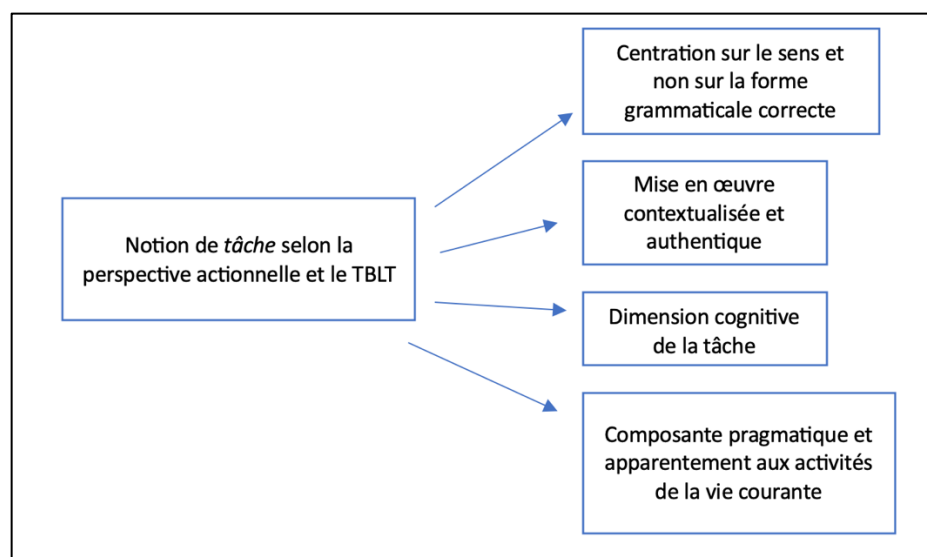 Centration sur le sens et
non sur la forme
grammaticale correcte
Mise en œuvre
contextualisée et
authentique
Notion de tâche selon la
perspective actionnelle et le TBLT
Dimension cognitive
de la tâche
Composante pragmatique et
apparentement aux activités
de la vie courante